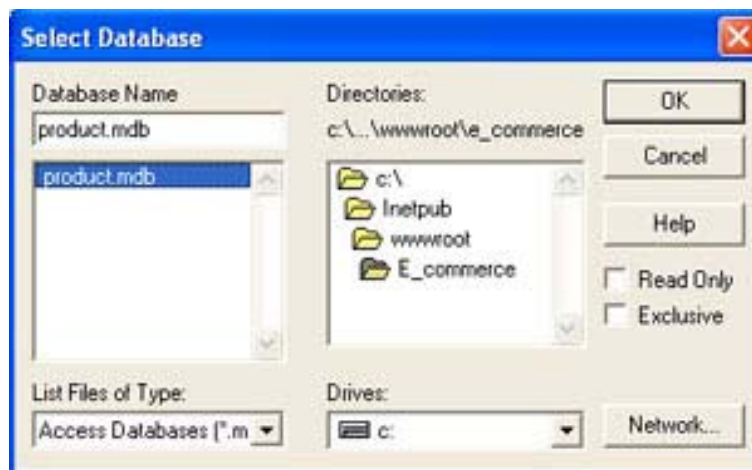 Select Database
Database Name
product.mdb
product.mdb
List Files of Type:
Access Databases (*.m
Directories:
c:\...\wwwroot\e_commerce
c:\
Inetpub
wwwroot
E_commerce
Drives:
c:
OK
Cancel
Help
Read Only
Exclusive
Network...